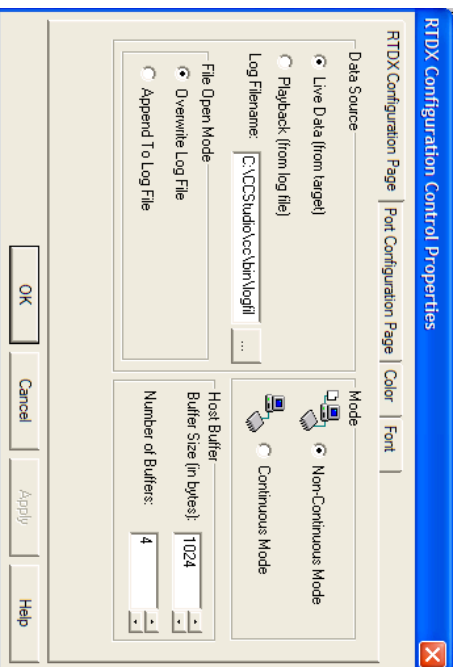 RTDX Configuration Control Properties
RTDX Configuration Page
Port Configuration Page
Color
Font
Data Source
Live Data (from target)
Playback (from log file)
Log Filename:
C:\CCStudio\cc\bin\logfil
...
File Open Mode
Overwrite Log File
Append To Log File
Mode
Non-Continuous Mode
Continuous Mode
Host Buffer
Buffer Size (in bytes):
1024
Number of Buffers:
4
OK
Cancel
Apply
Help